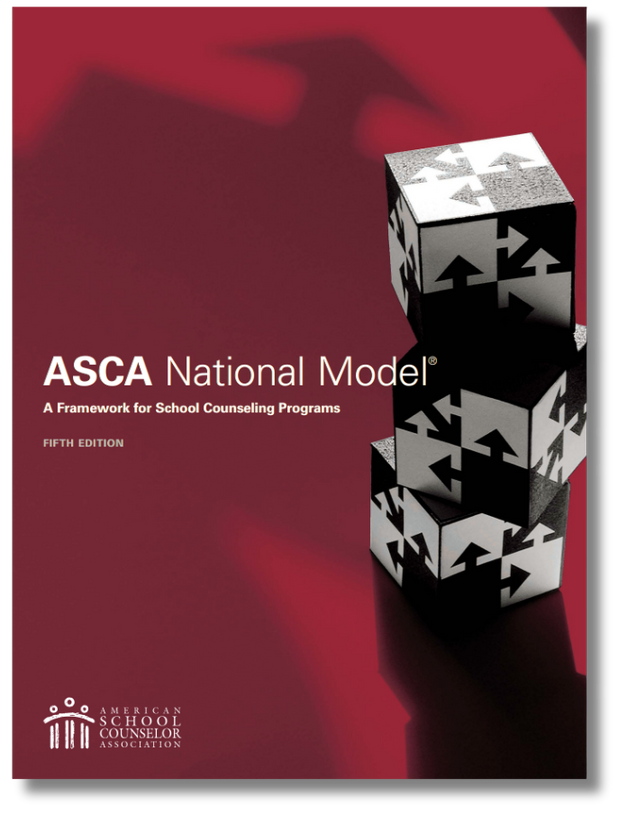 ASCA National Model®
A Framework for School Counseling Programs
FIFTH EDITION
AMERICAN
SCHOOL
COUNSELOR
ASSOCIATION